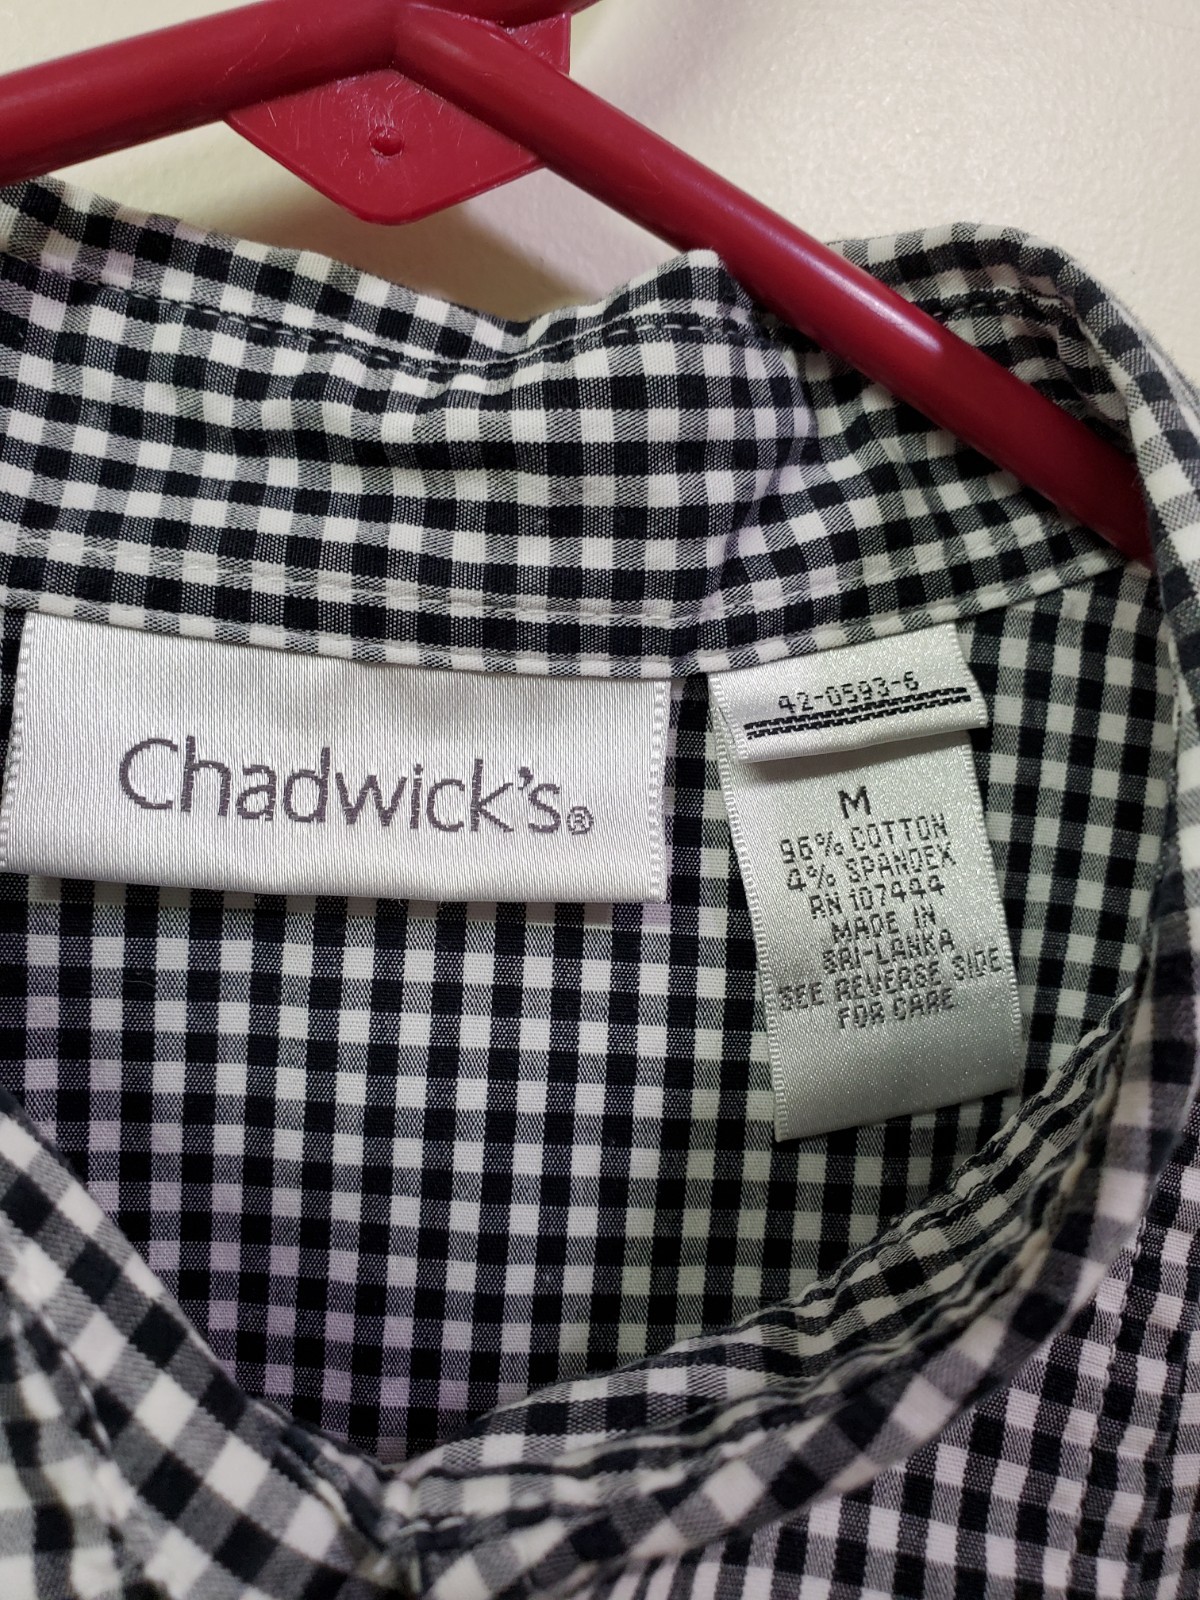 Chadwick's®
42-0593-6
M
96% COTTON
4% SPANDEX
RN 107444
MADE IN
SRI-LANKA
SEE REVERSE SIDE
FOR CARE